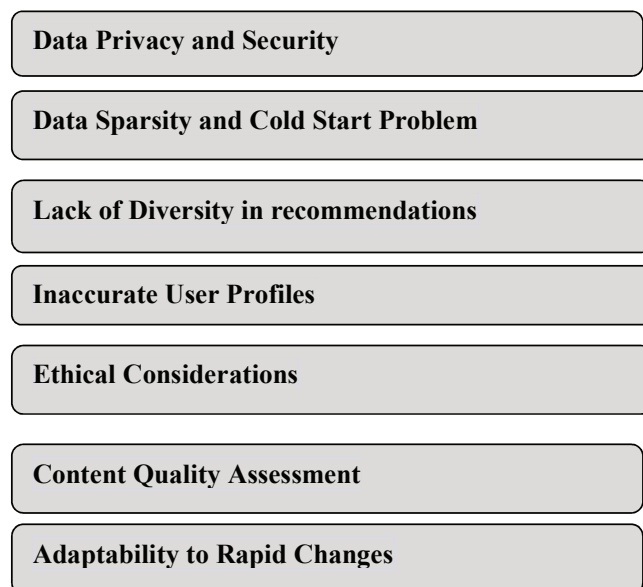 Data Privacy and Security
Data Sparsity and Cold Start Problem
Lack of Diversity in recommendations
Inaccurate User Profiles
Ethical Considerations
Content Quality Assessment
Adaptability to Rapid Changes